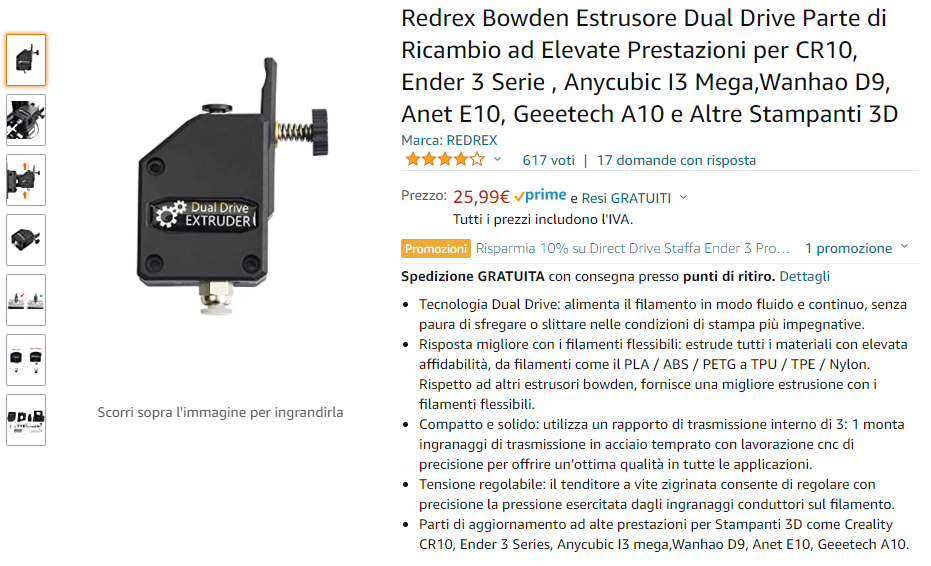 Redrex Bowden Estrusore Dual Drive Parte di
Ricambio ad Elevate Prestazioni per CR10,
Ender 3 Serie , Anycubic I3 Mega,Wanhao D9,
Anet E10, Geeetech A10 e Altre Stampanti 3D
Marca: REDREX
617 voti | 17 domande con risposta
Prezzo: 25,99€ prime e Resi GRATUITI
Tutti i prezzi includono l'IVA.
Promozioni Risparmia 10% su Direct Drive Staffa Ender 3 Pro… 1 promozione
Spedizione GRATUITA con consegna presso punti di ritiro. Dettagli
Tecnologia Dual Drive: alimenta il filamento in modo fluido e continuo, senza
paura di sfregare o slittare nelle condizioni di stampa più impegnative.
Risposta migliore con i filamenti flessibili: estrude tutti i materiali con elevata
affidabilità, da filamenti come il PLA / ABS / PETG a TPU / TPE / Nylon.
Rispetto ad altri estrusori bowden, fornisce una migliore estrusione con i
filamenti flessibili.
Compatto e solido: utilizza un rapporto di trasmissione interno di 3: 1 monta
ingranaggi di trasmissione in acciaio temprato con lavorazione cnc di
precisione per offrire un'ottima qualità in tutte le applicazioni.
Tensione regolabile: il tenditore a vite zigrinata consente di regolare con
precisione la pressione esercitata dagli ingranaggi conduttori sul filamento.
Parti di aggiornamento ad alte prestazioni per Stampanti 3D come Creality
CR10, Ender 3 Series, Anycubic I3 mega,Wanhao D9, Anet E10, Geeetech A10.
Dual Drive
EXTRUDER
Scorri sopra l'immagine per ingrandirla